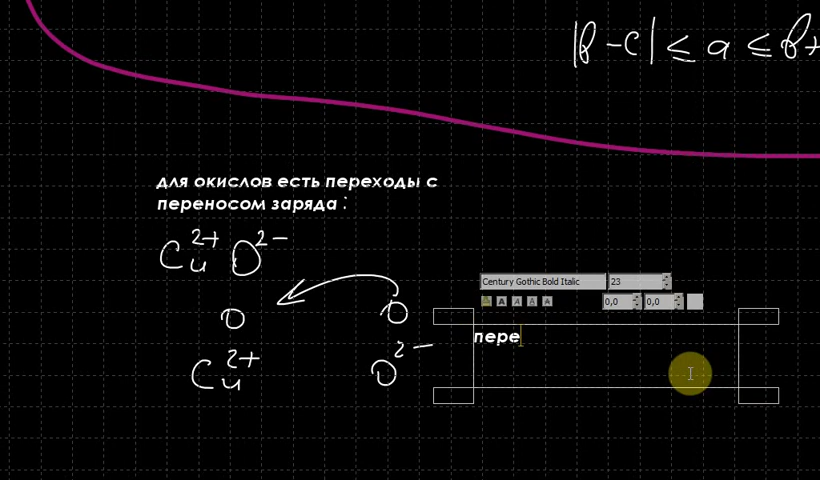 |b - c| ≤ a ≤ b+
для окислов есть переходы с
переносом заряда :
Cu²⁺ O²⁻
Century Gothic Bold Italic 23
A A A A A 0,0 0,0
O O
пере
Cu²⁺ O²⁻